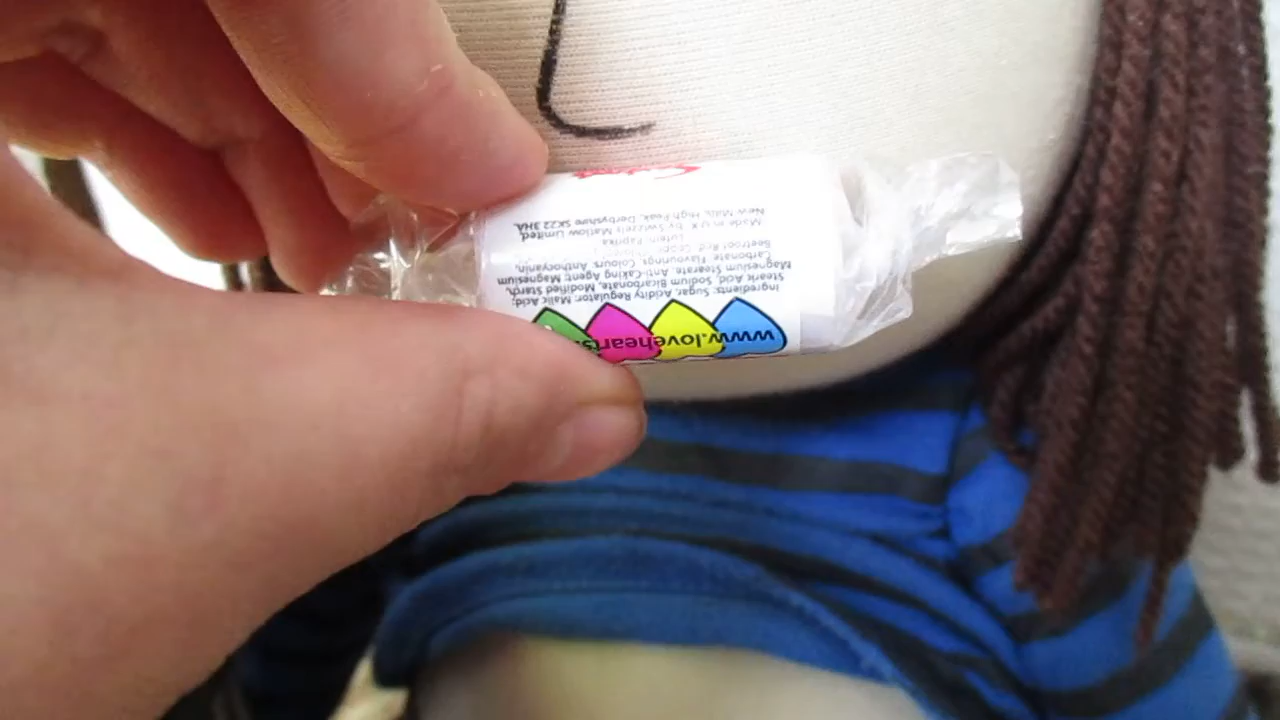 www.lovehearts.
Ingredients: Sugar, Acidity Regulator: Malic Acid;
Stearic Acid, Sodium Bicarbonate, Modified Starch,
Magnesium Stearate, Anti-Caking Agent: Magnesium
Carbonate, Flavourings, Colours: Anthocyanin,
Beetroot Red,
Lutein, Paprika
Made in U.K. by Swizzels Matlow Limited,
New Mills, High Peak, Derbyshire SK22 3HA.